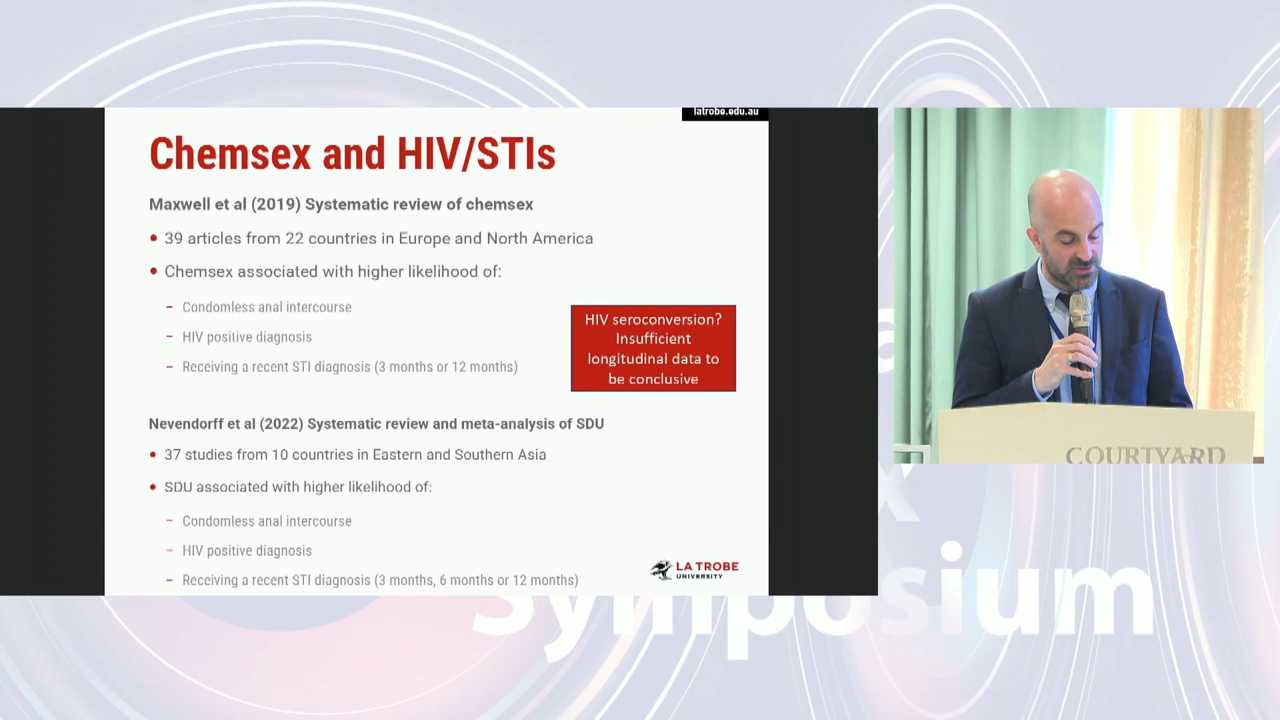 latrobe.edu.au
Chemsex and HIV/STIs
Maxwell et al (2019) Systematic review of chemsex
• 39 articles from 22 countries in Europe and North America
• Chemsex associated with higher likelihood of:
– Condomless anal intercourse
– HIV positive diagnosis
– Receiving a recent STI diagnosis (3 months or 12 months)
HIV seroconversion?
Insufficient
longitudinal data to
be conclusive
Nevendorff et al (2022) Systematic review and meta-analysis of SDU
• 37 studies from 10 countries in Eastern and Southern Asia
• SDU associated with higher likelihood of:
– Condomless anal intercourse
– HIV positive diagnosis
– Receiving a recent STI diagnosis (3 months, 6 months or 12 months)
LA TROBE
UNIVERSITY
COURTYARD
Symposium